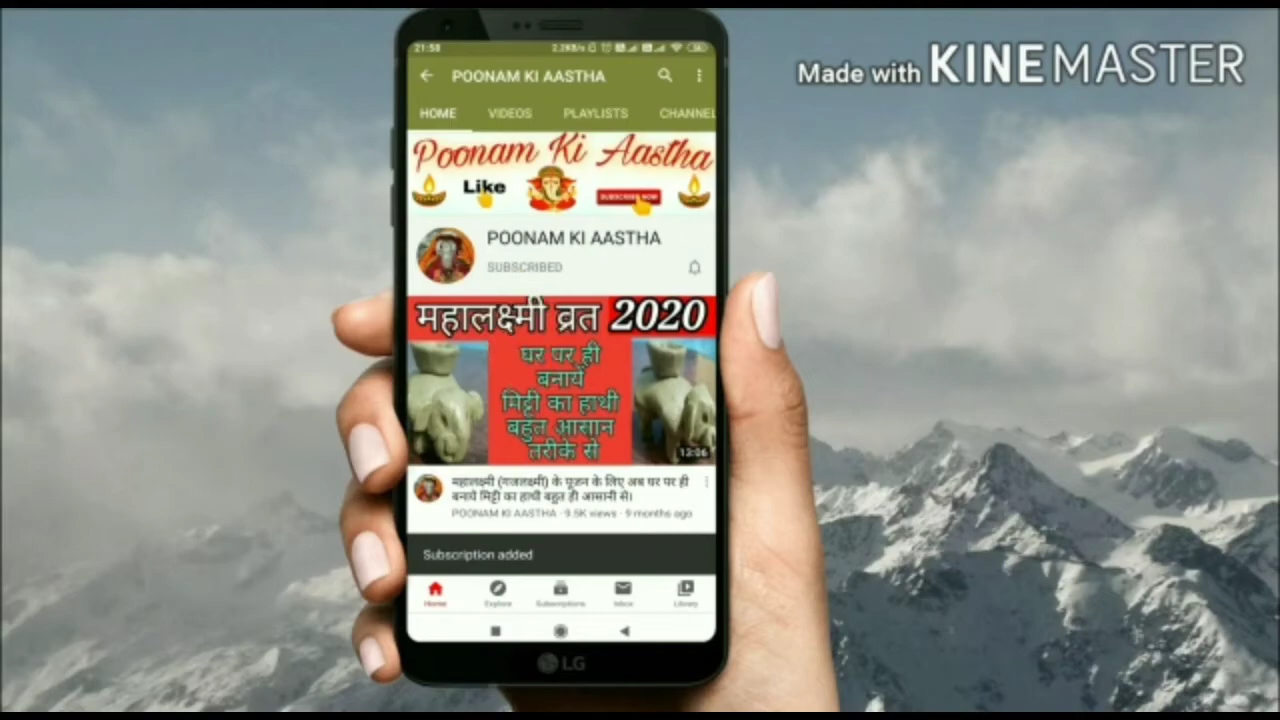 Made with KINEMASTER
21:58 2.3KB/s
POONAM KI AASTHA
HOME VIDEOS PLAYLISTS CHANNEL
Poonam Ki Aastha
Like
SUBSCRIBE NOW
POONAM KI AASTHA
SUBSCRIBED
महालक्ष्मी व्रत 2020
घर पर ही
बनायें
मिट्टी का हाथी
बहुत आसान
तरीके से
13:06
महालक्ष्मी (गजलक्ष्मी) के पूजन के लिए अब घर पर ही
बनाये मिट्टी का हाथी बहुत ही आसानी से।
POONAM KI AASTHA · 9.5K views · 9 months ago
Subscription added
Home Explore Subscriptions Inbox Library
LG